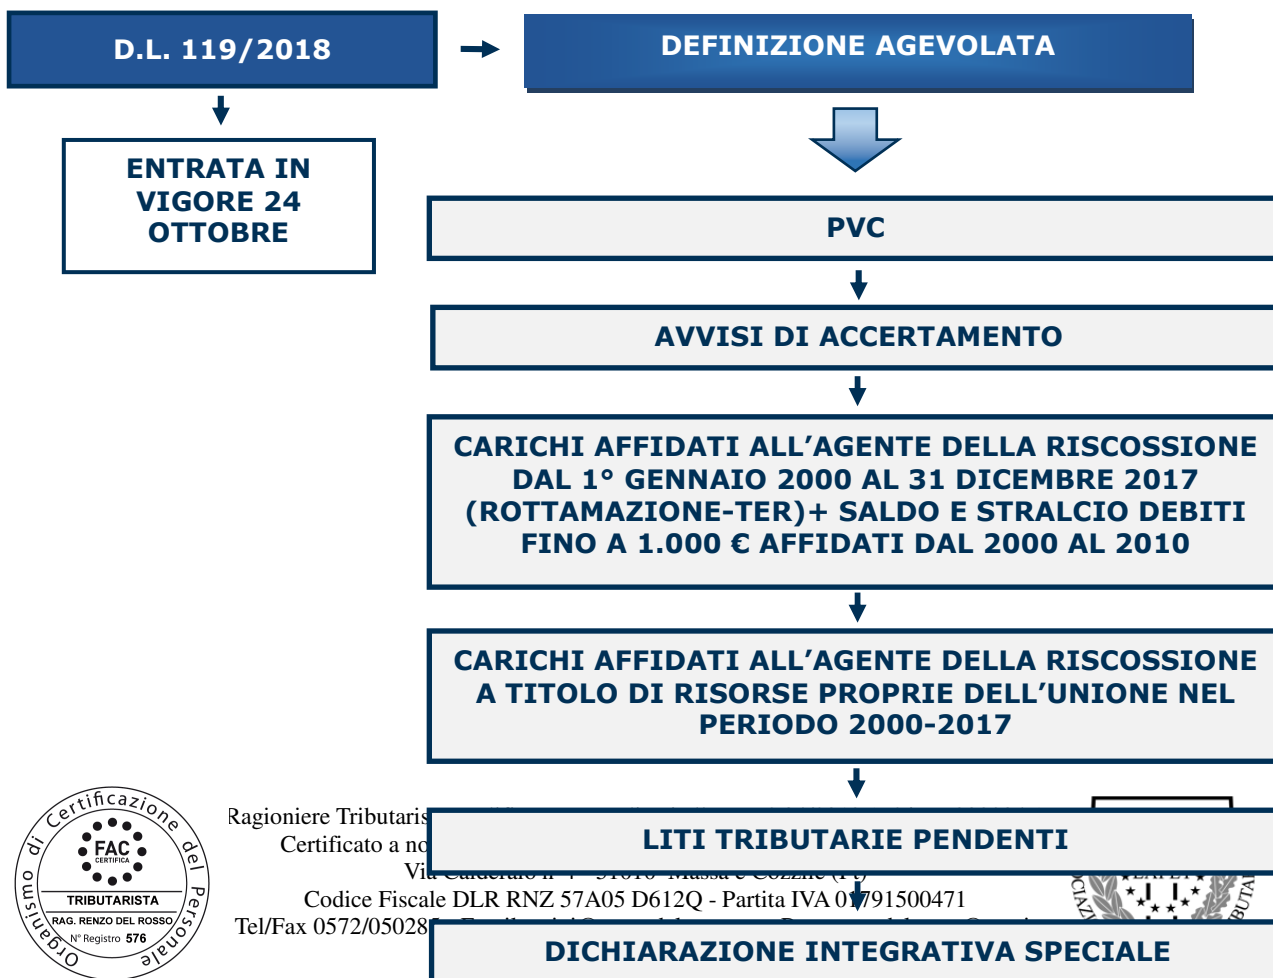 D.L. 119/2018
DEFINIZIONE AGEVOLATA
ENTRATA IN
VIGORE 24
OTTOBRE
PVC
AVVISI DI ACCERTAMENTO
CARICHI AFFIDATI ALL’AGENTE DELLA RISCOSSIONE
DAL 1° GENNAIO 2000 AL 31 DICEMBRE 2017
(ROTTAMAZIONE-TER)+ SALDO E STRALCIO DEBITI
FINO A 1.000 € AFFIDATI DAL 2000 AL 2010
CARICHI AFFIDATI ALL’AGENTE DELLA RISCOSSIONE
A TITOLO DI RISORSE PROPRIE DELL’UNIONE NEL
PERIODO 2000-2017
LITI TRIBUTARIE PENDENTI
DICHIARAZIONE INTEGRATIVA SPECIALE
Organismo di Certificazione del Personale
FAC
CERTIFICA
TRIBUTARISTA
RAG. RENZO DEL ROSSO
N° Registro 576
Ragioniere Tributaris
Certificato a no
Codice Fiscale DLR RNZ 57A05 D612Q - Partita IVA 01791500471
Tel/Fax 0572/05028